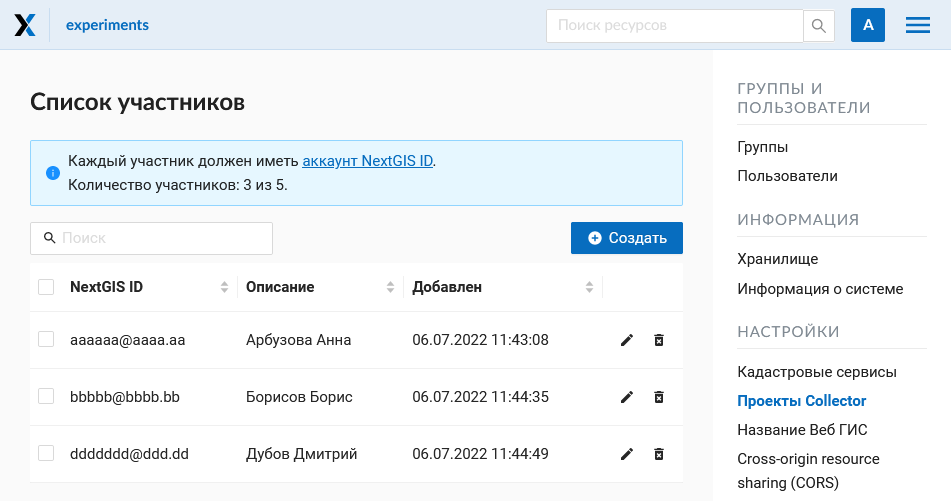 experiments
Поиск ресурсов
A
Список участников
Каждый участник должен иметь аккаунт NextGIS ID.
Количество участников: 3 из 5.
Поиск
Создать
NextGIS ID Описание Добавлен
aaaaaa@aaaa.aa Арбузова Анна 06.07.2022 11:43:08
bbbbb@bbbb.bb Борисов Борис 06.07.2022 11:44:35
ddddddd@ddd.dd Дубов Дмитрий 06.07.2022 11:44:49
ГРУППЫ И
ПОЛЬЗОВАТЕЛИ
Группы
Пользователи
ИНФОРМАЦИЯ
Хранилище
Информация о системе
НАСТРОЙКИ
Кадастровые сервисы
Проекты Collector
Название Веб ГИС
Cross-origin resource
sharing (CORS)